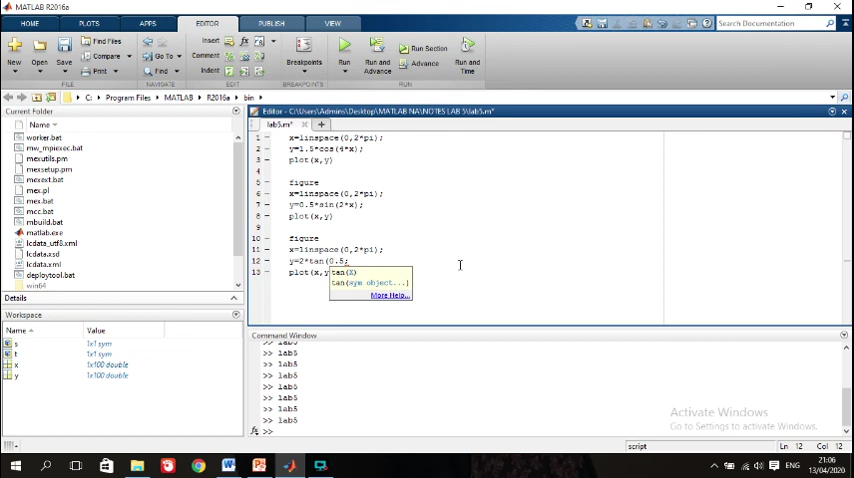 MATLAB R2016a
HOME PLOTS APPS EDITOR PUBLISH VIEW
Search Documentation
New Open Save Find Files Compare Print
Go To Find
Insert Comment Indent
fx
Breakpoints
Run Run and Advance Run Section Advance Run and Time
FILE NAVIGATE EDIT BREAKPOINTS RUN
C: Program Files MATLAB R2016a bin
Current Folder
Name
worker.bat
mw_mpiexec.bat
mexutils.pm
mexsetup.pm
mexext.bat
mex.pl
mex.bat
mcc.bat
mbuild.bat
matlab.exe
lcdata_utf8.xml
lcdata.xsd
lcdata.xml
deploytool.bat
win64
Details
Workspace
Name Value
s 1x1 sym
t 1x1 sym
x 1x100 double
y 1x100 double
Editor - C:\Users\Admins\Desktop\MATLAB NA\NOTES LAB 5\lab5.m*
lab5.m*
1 x=linspace(0,2*pi);
2 y=1.5*cos(4*x);
3 plot(x,y)
4
5 figure
6 x=linspace(0,2*pi);
7 y=0.5*sin(2*x);
8 plot(x,y)
9
10 figure
11 x=linspace(0,2*pi);
12 y=2*tan(0.5;
13 plot(x,y
tan(X)
tan(sym object...)
More Help...
Command Window
>> lab5
>> lab5
>> lab5
>> lab5
>> lab5
>> lab5
>> lab5
>> lab5
fx >>
Activate Windows
Go to Settings to activate Windows.
script Ln 12 Col 12
ENG
21:06
13/04/2020